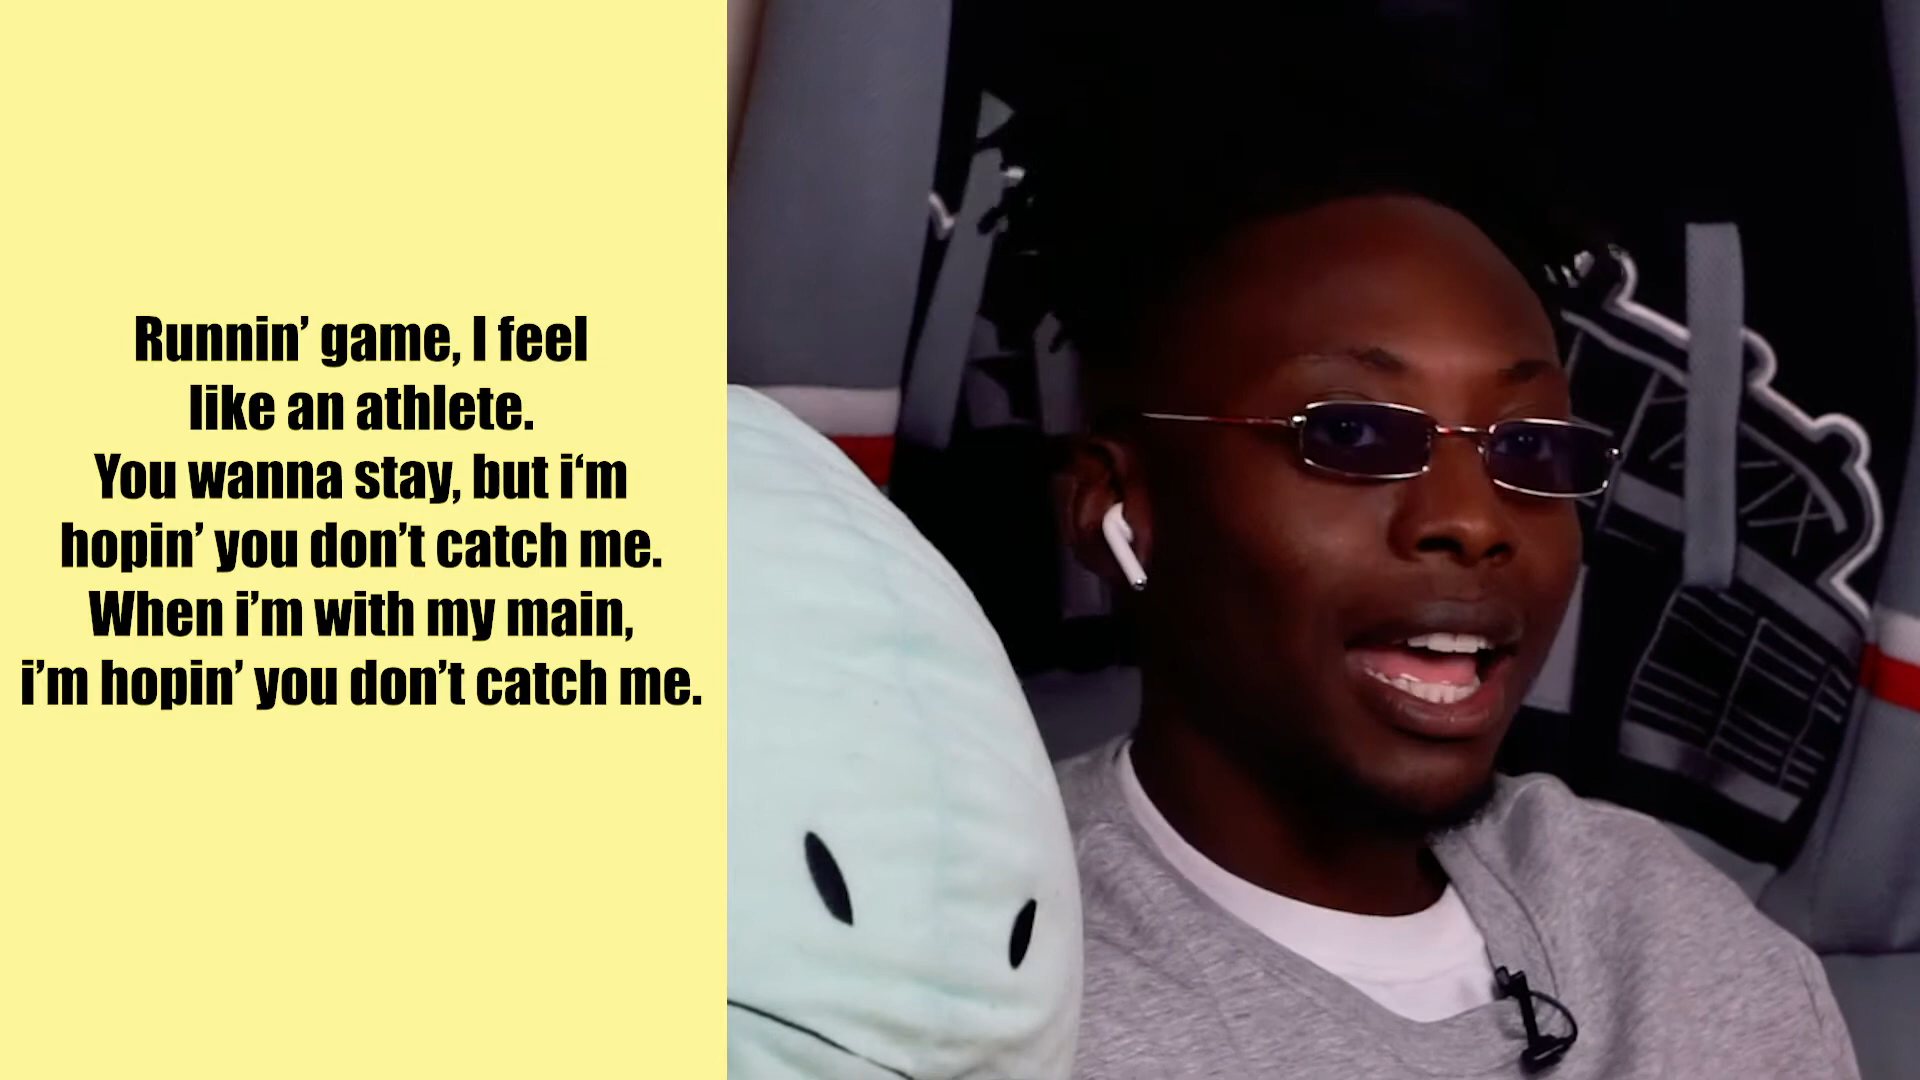 Runnin’ game, I feel
like an athlete.
You wanna stay, but i‘m
hopin’ you don’t catch me.
When i’m with my main,
i’m hopin’ you don’t catch me.